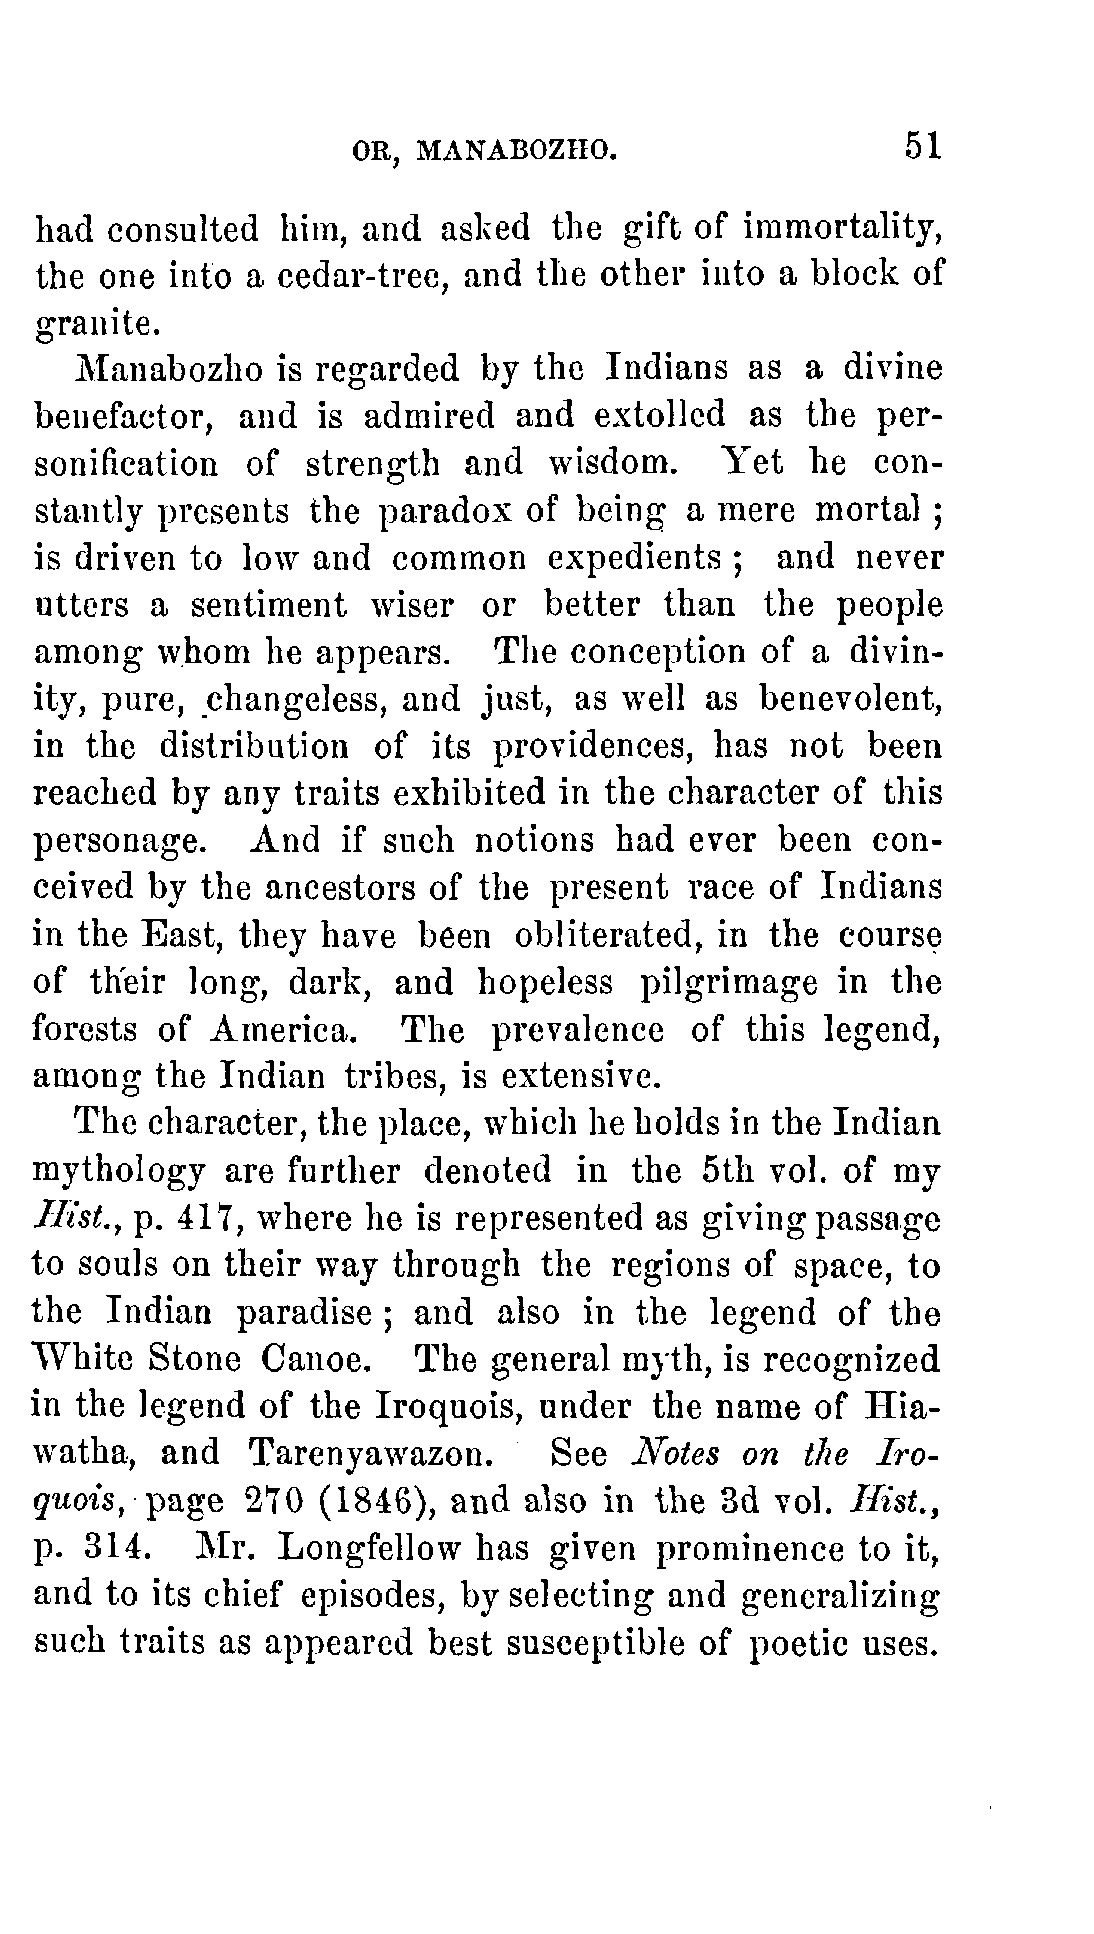 OR, MANABOZHO. 51
had consulted him, and asked the gift of immortality,
the one into a cedar-tree, and the other into a block of
granite.
Manabozho is regarded by the Indians as a divine
benefactor, and is admired and extolled as the per-
sonification of strength and wisdom. Yet he con-
stantly presents the paradox of being a mere mortal ;
is driven to low and common expedients ; and never
utters a sentiment wiser or better than the people
among whom he appears. The conception of a divin-
ity, pure, changeless, and just, as well as benevolent,
in the distribution of its providences, has not been
reached by any traits exhibited in the character of this
personage. And if such notions had ever been con-
ceived by the ancestors of the present race of Indians
in the East, they have been obliterated, in the course
of their long, dark, and hopeless pilgrimage in the
forests of America. The prevalence of this legend,
among the Indian tribes, is extensive.
The character, the place, which he holds in the Indian
mythology are further denoted in the 5th vol. of my
Hist., p. 417, where he is represented as giving passage
to souls on their way through the regions of space, to
the Indian paradise ; and also in the legend of the
White Stone Canoe. The general myth, is recognized
in the legend of the Iroquois, under the name of Hia-
watha, and Tarenyawazon. See Notes on the Iro-
quois, page 270 (1846), and also in the 3d vol. Hist.,
p. 314. Mr. Longfellow has given prominence to it,
and to its chief episodes, by selecting and generalizing
such traits as appeared best susceptible of poetic uses.